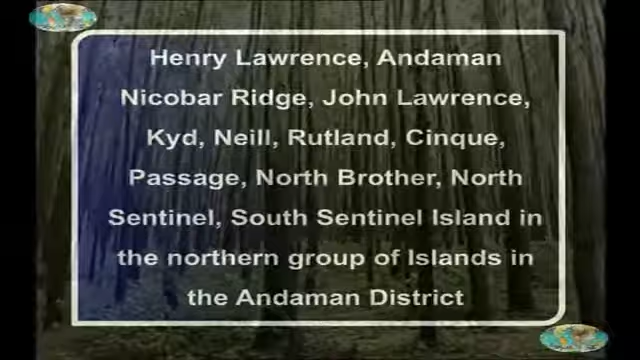 Henry Lawrence, Andaman
Nicobar Ridge, John Lawrence,
Kyd, Neill, Rutland, Cinque,
Passage, North Brother, North
Sentinel, South Sentinel Island in
the northern group of Islands in
the Andaman District